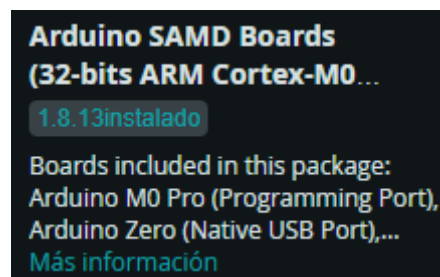 Arduino SAMD Boards
(32-bits ARM Cortex-M0...
1.8.13instalado
Boards included in this package:
Arduino M0 Pro (Programming Port),
Arduino Zero (Native USB Port),...
Más información